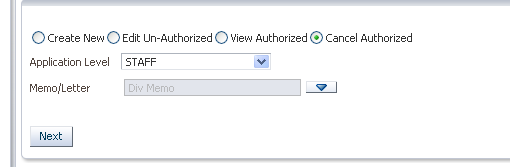 Create New Edit Un-Authorized View Authorized Cancel Authorized
Application Level STAFF
Memo/Letter Div Memo
Next